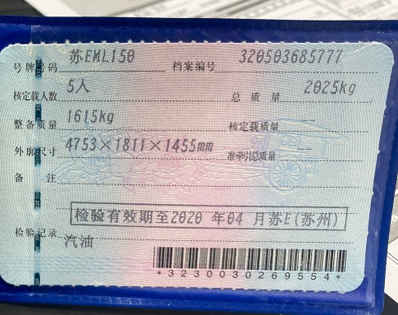 号牌号码 苏EML150 档案编号 320503685777
核定载人数 5人 总质量 2025kg
整备质量 1615kg 核定载质量 --
外廓尺寸 4753×1811×1455mm 准牵引总质量 --
备注
检验有效期至2020 年04 月苏E(苏州)
检验记录
汽油
*3230030269554*